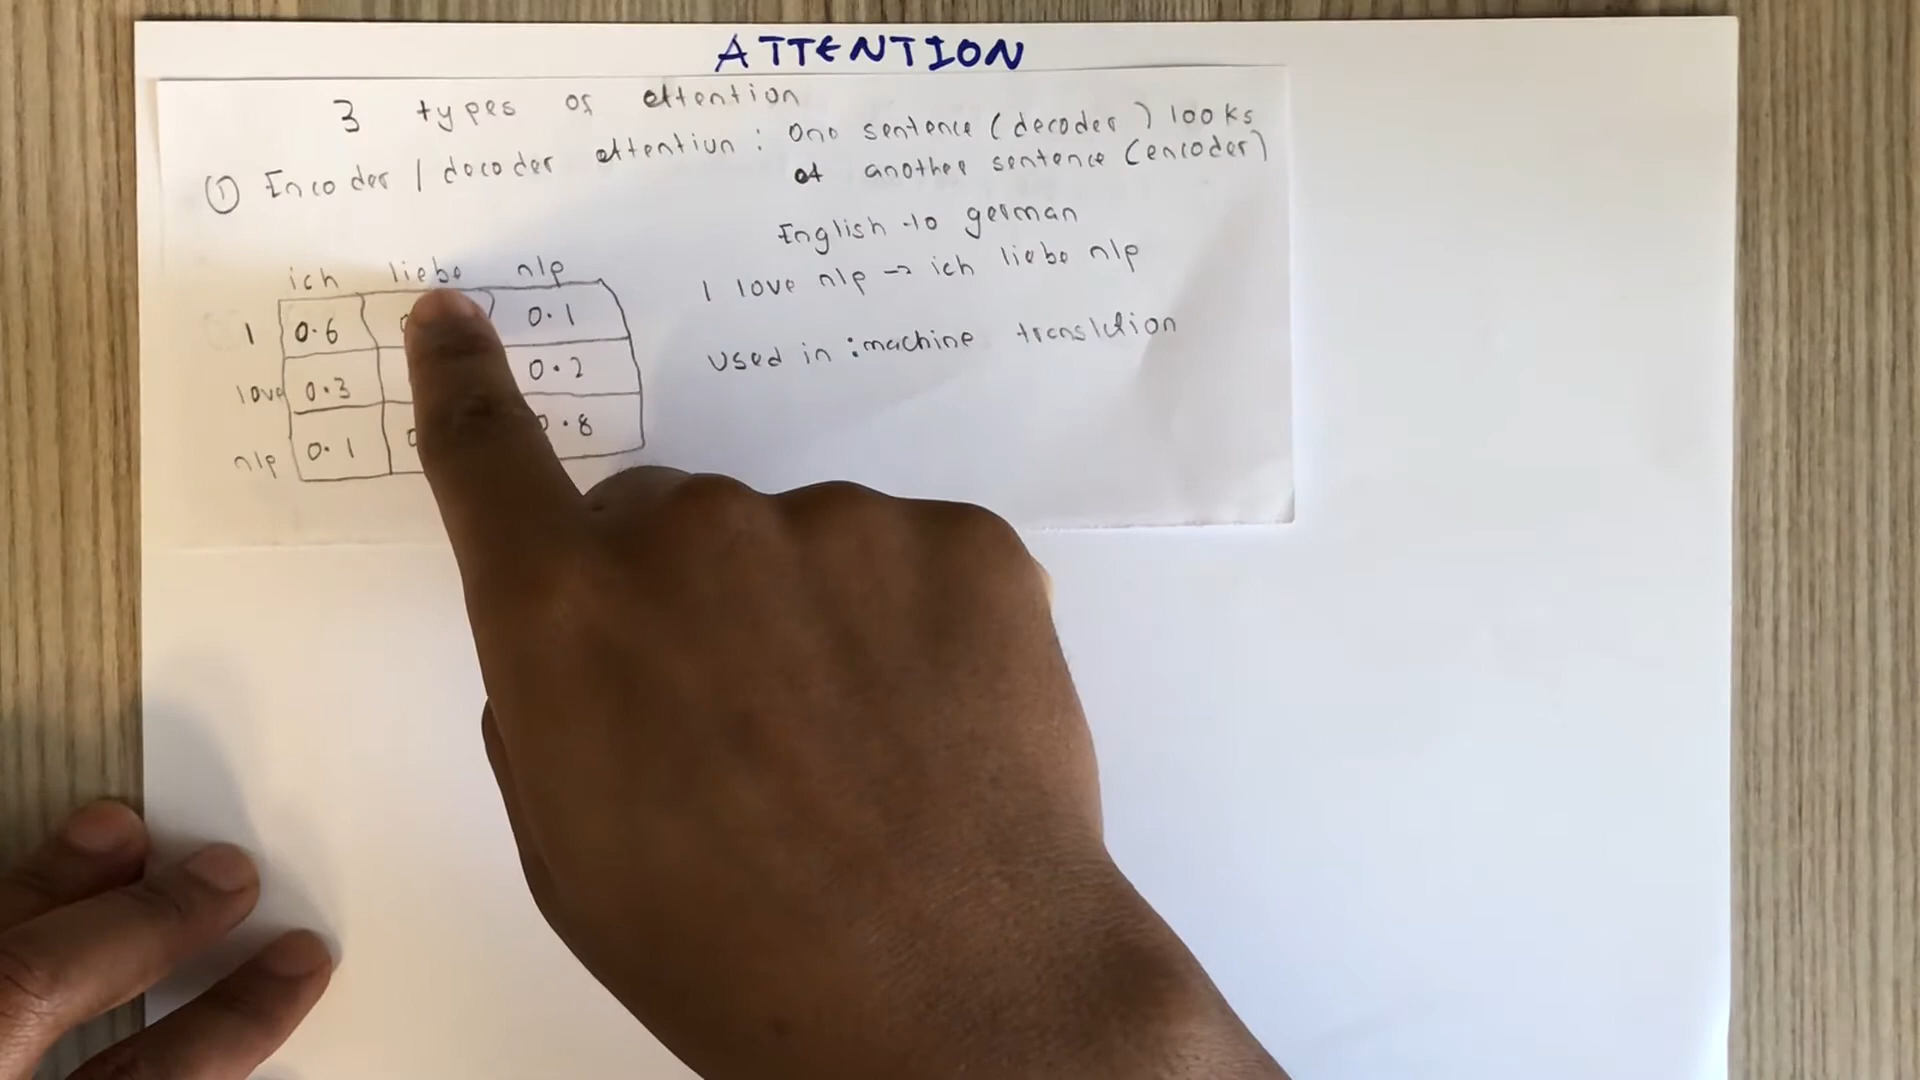 ATTENTION
3 types of attention
① Encoder / decoder attention : One sentence (decoder) looks
at another sentence (encoder)
English to german
I love nlp → ich liebe nlp
used in : machine translation
ich liebe nlp
I 0.6 0.1
love 0.3 0.2
nlp 0.1 0.8